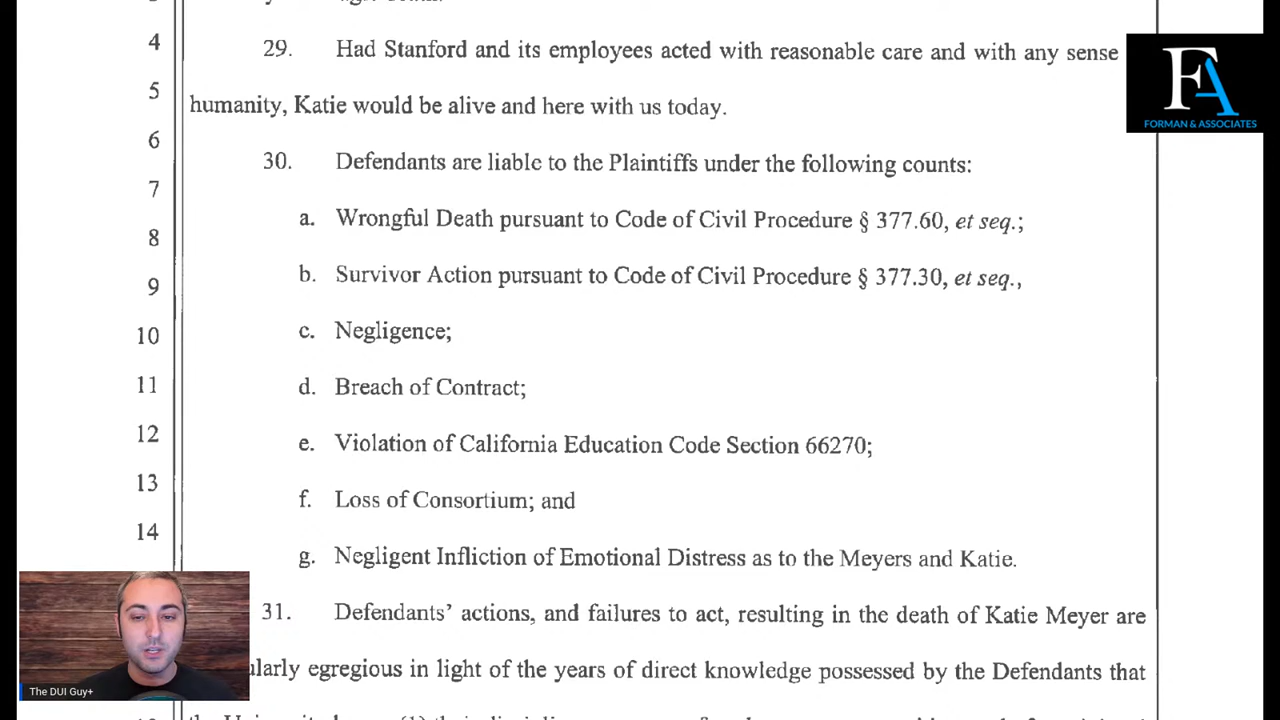 4
29. Had Stanford and its employees acted with reasonable care and with any sense
5
humanity, Katie would be alive and here with us today.
6
30. Defendants are liable to the Plaintiffs under the following counts:
7
a. Wrongful Death pursuant to Code of Civil Procedure § 377.60, et seq.;
8
b. Survivor Action pursuant to Code of Civil Procedure § 377.30, et seq.,
9
c. Negligence;
10
d. Breach of Contract;
11
e. Violation of California Education Code Section 66270;
12
f. Loss of Consortium; and
13
g. Negligent Infliction of Emotional Distress as to the Meyers and Katie.
14
31. Defendants' actions, and failures to act, resulting in the death of Katie Meyer are
egregious in light of the years of direct knowledge possessed by the Defendants that
FA
FORMAN & ASSOCIATES
The DUI Guy+